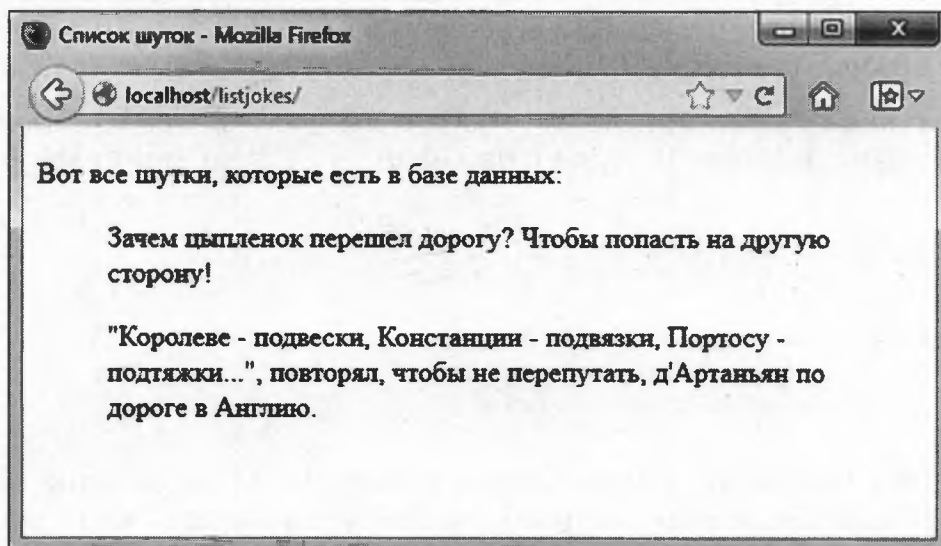 Список шуток - Mozilla Firefox
localhost/listjokes/
Вот все шутки, которые есть в базе данных:
Зачем цыпленок перешел дорогу? Чтобы попасть на другую
сторону!
"Королеве - подвески, Констанции - подвязки, Портосу -
подтяжки...", повторял, чтобы не перепутать, д'Артаньян по
дороге в Англию.